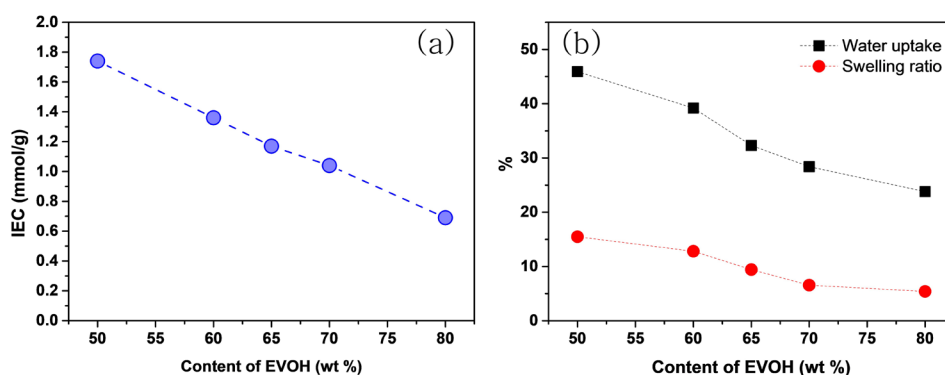 (a)
IEC (mmol/g)
2.0
1.8
1.6
1.4
1.2
1.0
0.8
0.6
0.4
0.2
0.0
50 55 60 65 70 75 80
Content of EVOH (wt %)
(b)
Water uptake
Swelling ratio
%
50
40
30
20
10
0
50 55 60 65 70 75 80
Content of EVOH (wt %)